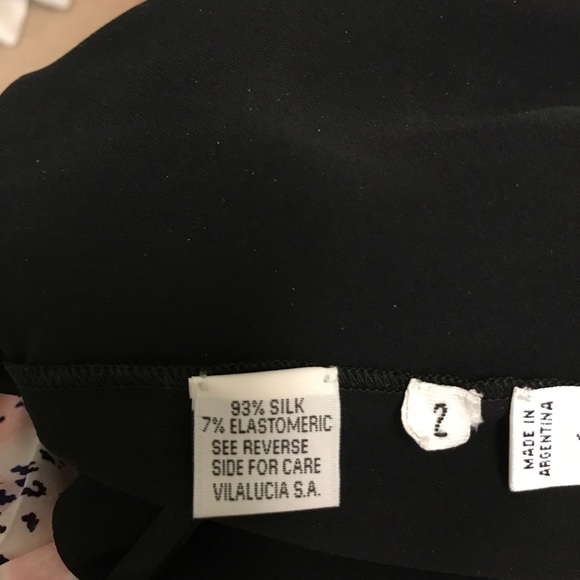 93% SILK
7% ELASTOMERIC
SEE REVERSE
SIDE FOR CARE
VILALUCIA S.A.
2
MADE IN
ARGENTINA